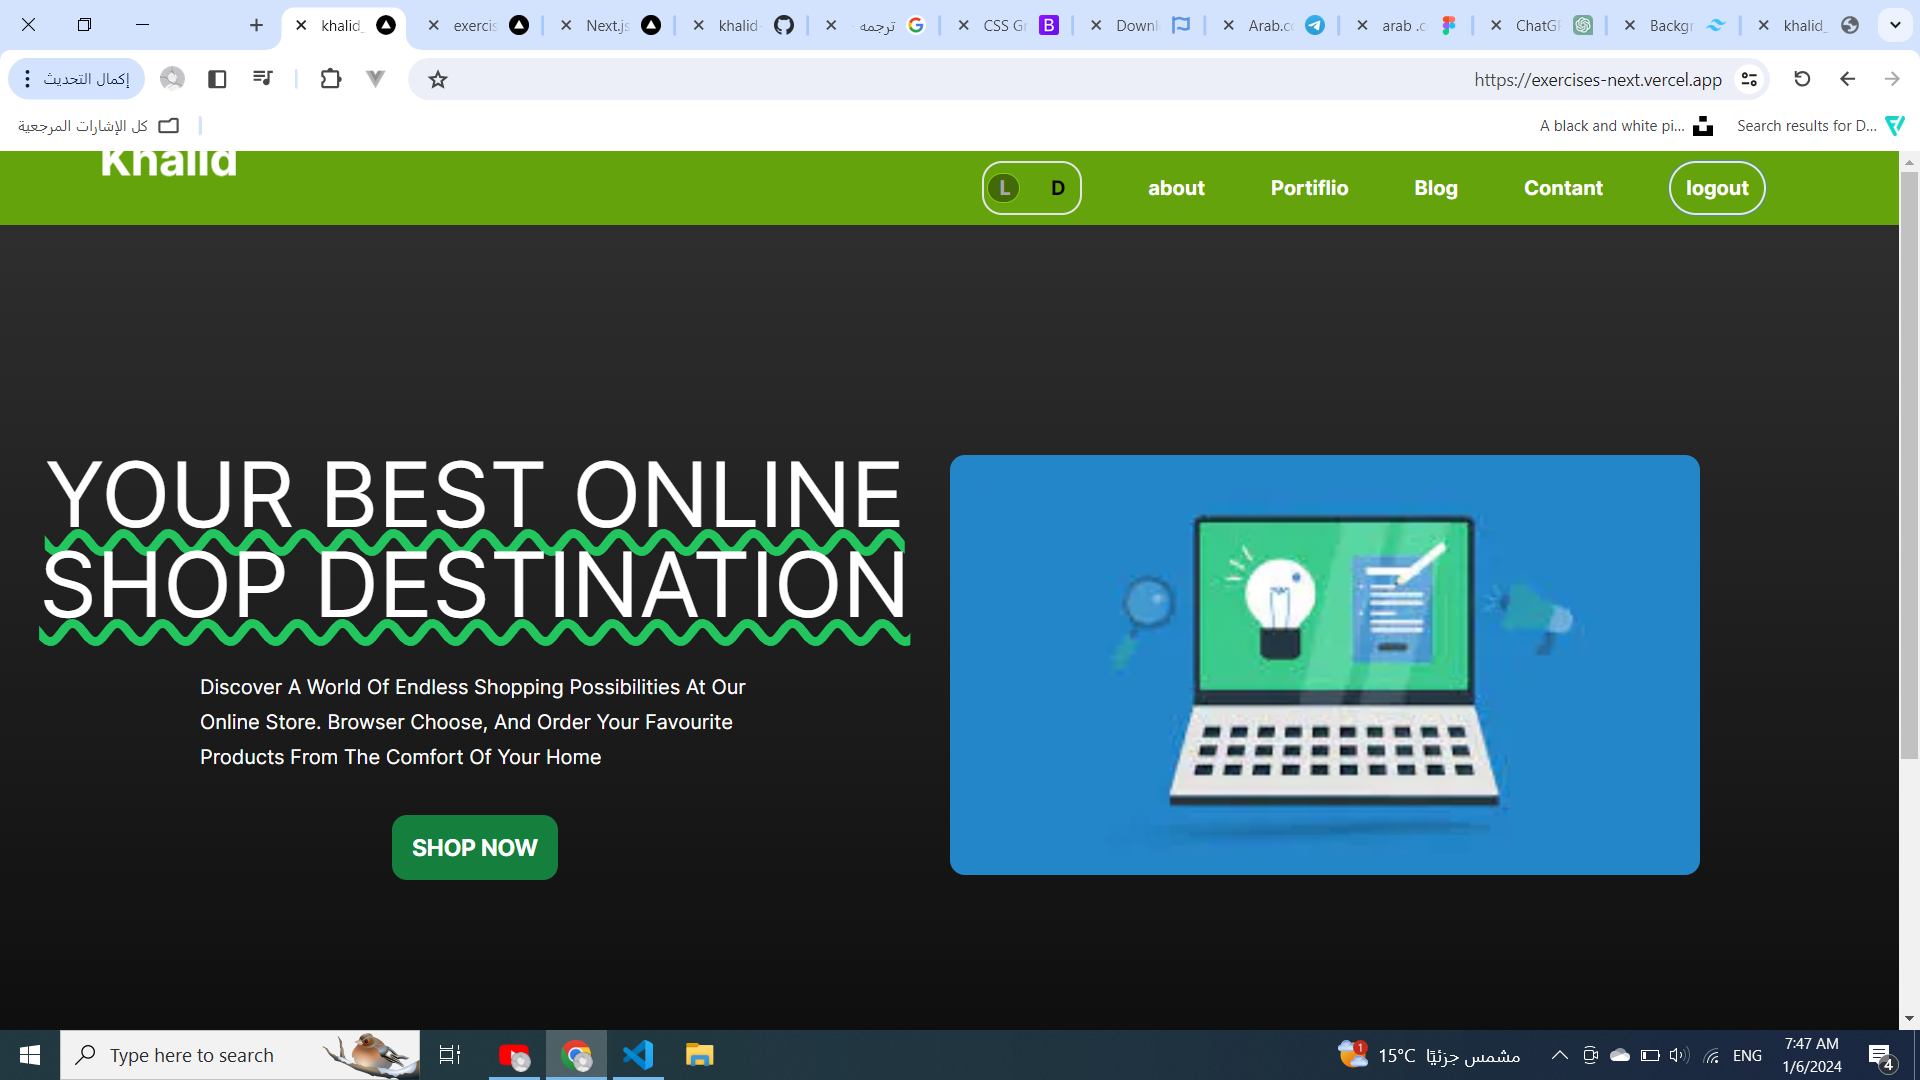 khalid_
exercis
Next.js
khalid-
ترجمه
CSS Gr
Downl
Arab.c
arab .c
ChatGP
Backgr
khalid_
إكمال التحديث
https://exercises-next.vercel.app
كل الإشارات المرجعية
A black and white pi...
Search results for D...
Khalid
L
D
about
Portiflio
Blog
Contant
logout
YOUR BEST ONLINE
SHOP DESTINATION
Discover A World Of Endless Shopping Possibilities At Our
Online Store. Browser Choose, And Order Your Favourite
Products From The Comfort Of Your Home
SHOP NOW
Type here to search
1
15°C مشمس جزئيًا
ENG
7:47 AM
1/6/2024
4